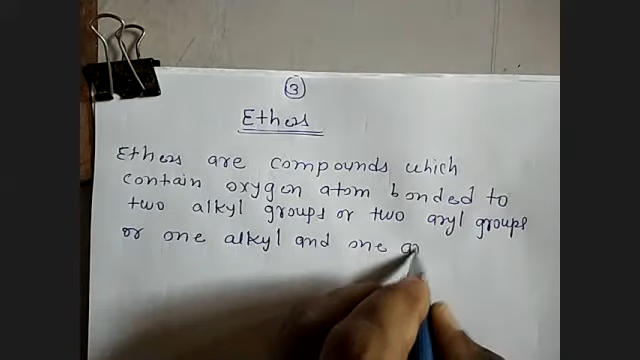 3
Ethers
Ethers are compounds which
contain oxygen atom bonded to
two alkyl groups or two aryl groups
or one alkyl and one a